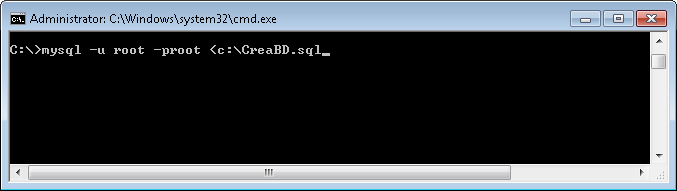 Administrator: C:\Windows\system32\cmd.exe
C:\>mysql -u root -proot <c:\CreaBD.sql_